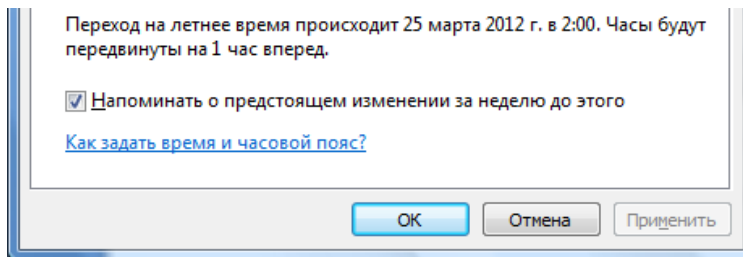 Переход на летнее время происходит 25 марта 2012 г. в 2:00. Часы будут
передвинуты на 1 час вперед.
Напоминать о предстоящем изменении за неделю до этого
Как задать время и часовой пояс?
ОК Отмена Применить